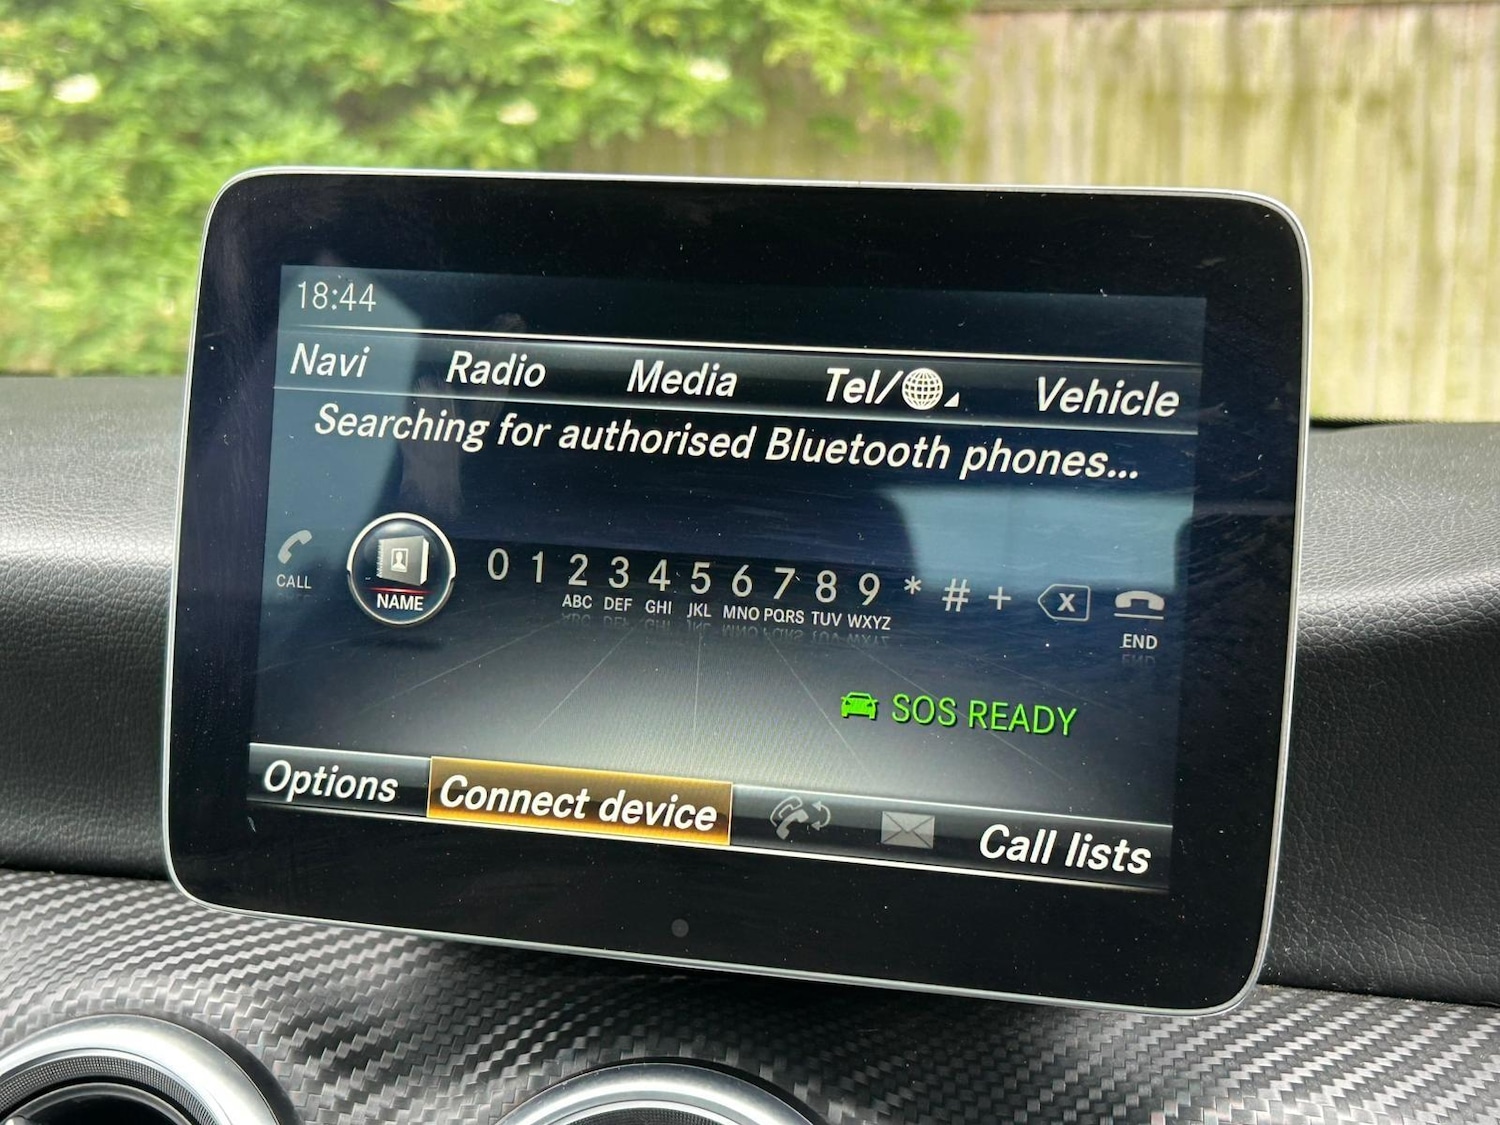 18:44
Navi Radio Media Tel/ Vehicle
Searching for authorised Bluetooth phones...
CALL
NAME
0 1 2 3 4 5 6 7 8 9 * # + X
ABC DEF GHI JKL MNO PQRS TUV WXYZ
END
SOS READY
Options Connect device Call lists